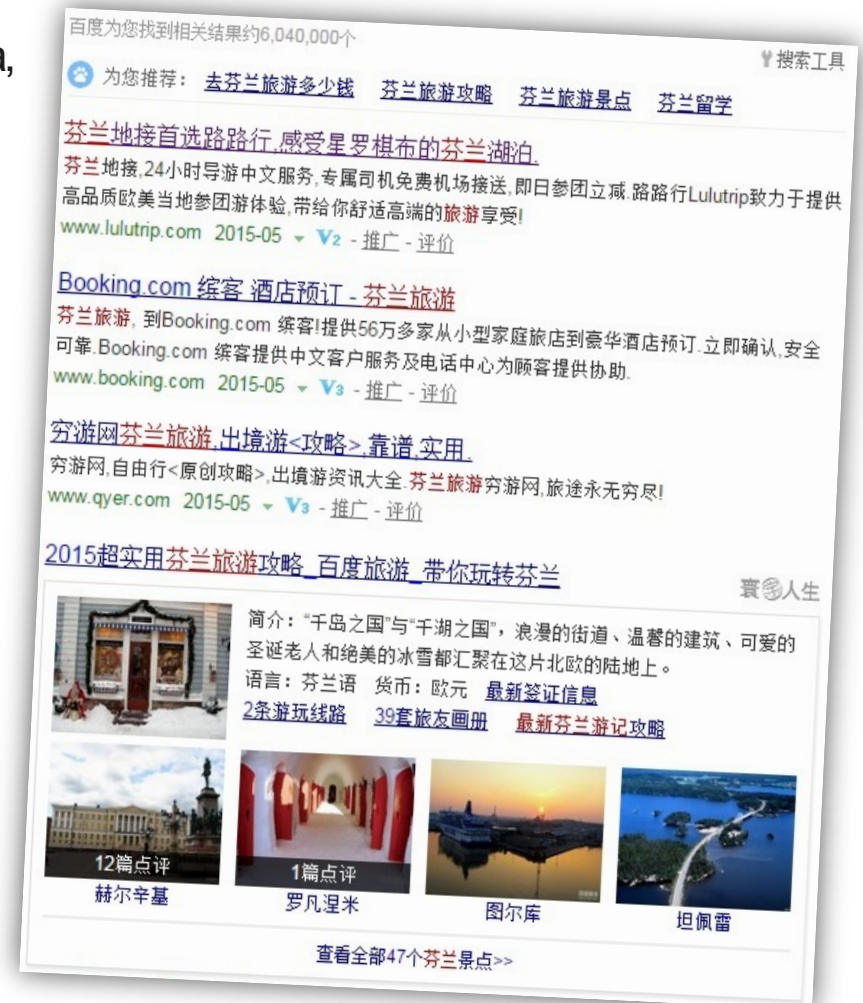 a,
百度为您找到相关结果约6,040,000个
搜索工具
为您推荐： 去芬兰旅游多少钱 芬兰旅游攻略 芬兰旅游景点 芬兰留学
芬兰地接首选路路行,感受星罗棋布的芬兰湖泊.
芬兰地接,24小时导游中文服务,专属司机免费机场接送,即日参团立减.路路行Lulutrip致力于提供
高品质欧美当地参团游体验,带给你舒适高端的旅游享受!
www.lulutrip.com 2015-05 V2 - 推广 - 评价
Booking.com 缤客 酒店预订 - 芬兰旅游
芬兰旅游, 到Booking.com 缤客!提供56万多家从小型家庭旅店到豪华酒店预订.立即确认,安全
可靠.Booking.com 缤客提供中文客户服务及电话中心为顾客提供协助.
www.booking.com 2015-05 V3 - 推广 - 评价
穷游网芬兰旅游,出境游<攻略>,靠谱,实用.
穷游网,自由行<原创攻略>,出境游资讯大全.芬兰旅游穷游网,旅途永无穷尽!
www.qyer.com 2015-05 V3 - 推广 - 评价
2015超实用芬兰旅游攻略_百度旅游_带你玩转芬兰
人生
简介：“千岛之国”与“千湖之国”，浪漫的街道、温馨的建筑、可爱的
圣诞老人和绝美的冰雪都汇聚在这片北欧的陆地上。
语言：芬兰语 货币：欧元 最新签证信息
2条游玩线路 39套旅友画册 最新芬兰游记攻略
12篇点评
赫尔辛基
1篇点评
罗凡涅米
图尔库
坦佩雷
查看全部47个芬兰景点>>